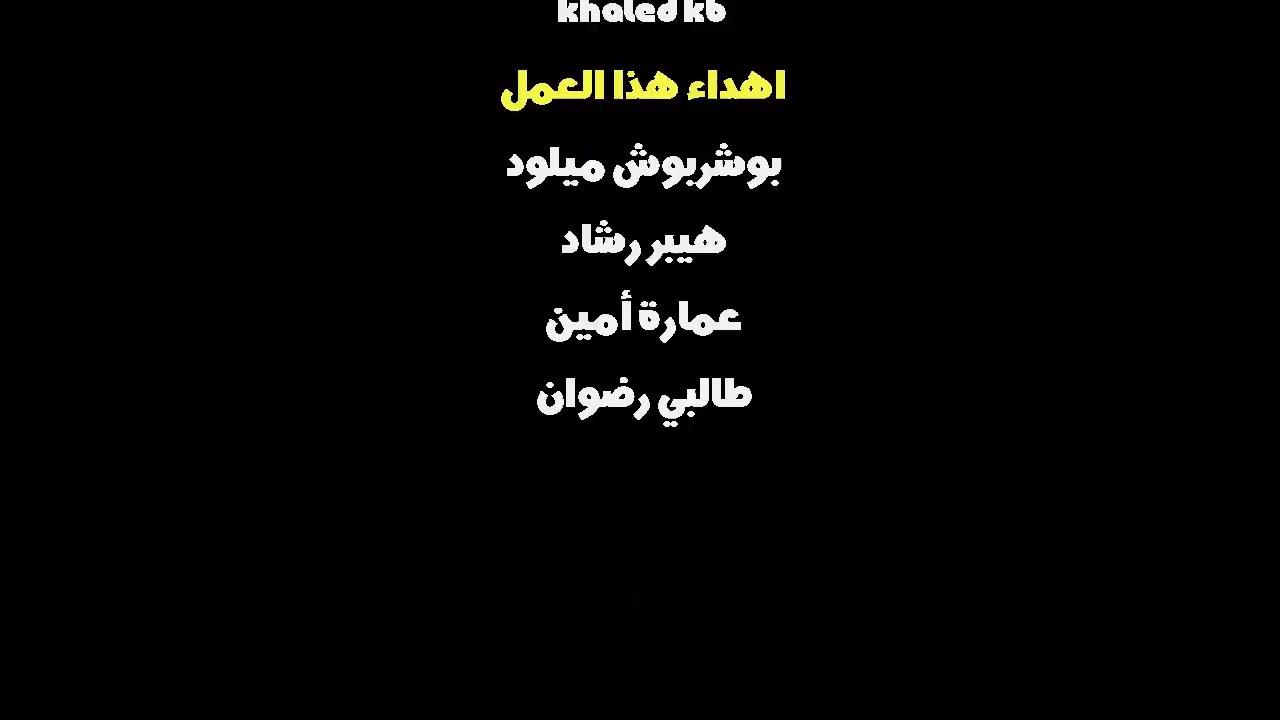 khaled kb
اهداء هذا العمل
بوشربوش ميلود
هيبر رشاد
عمارة أمين
طالبي رضوان